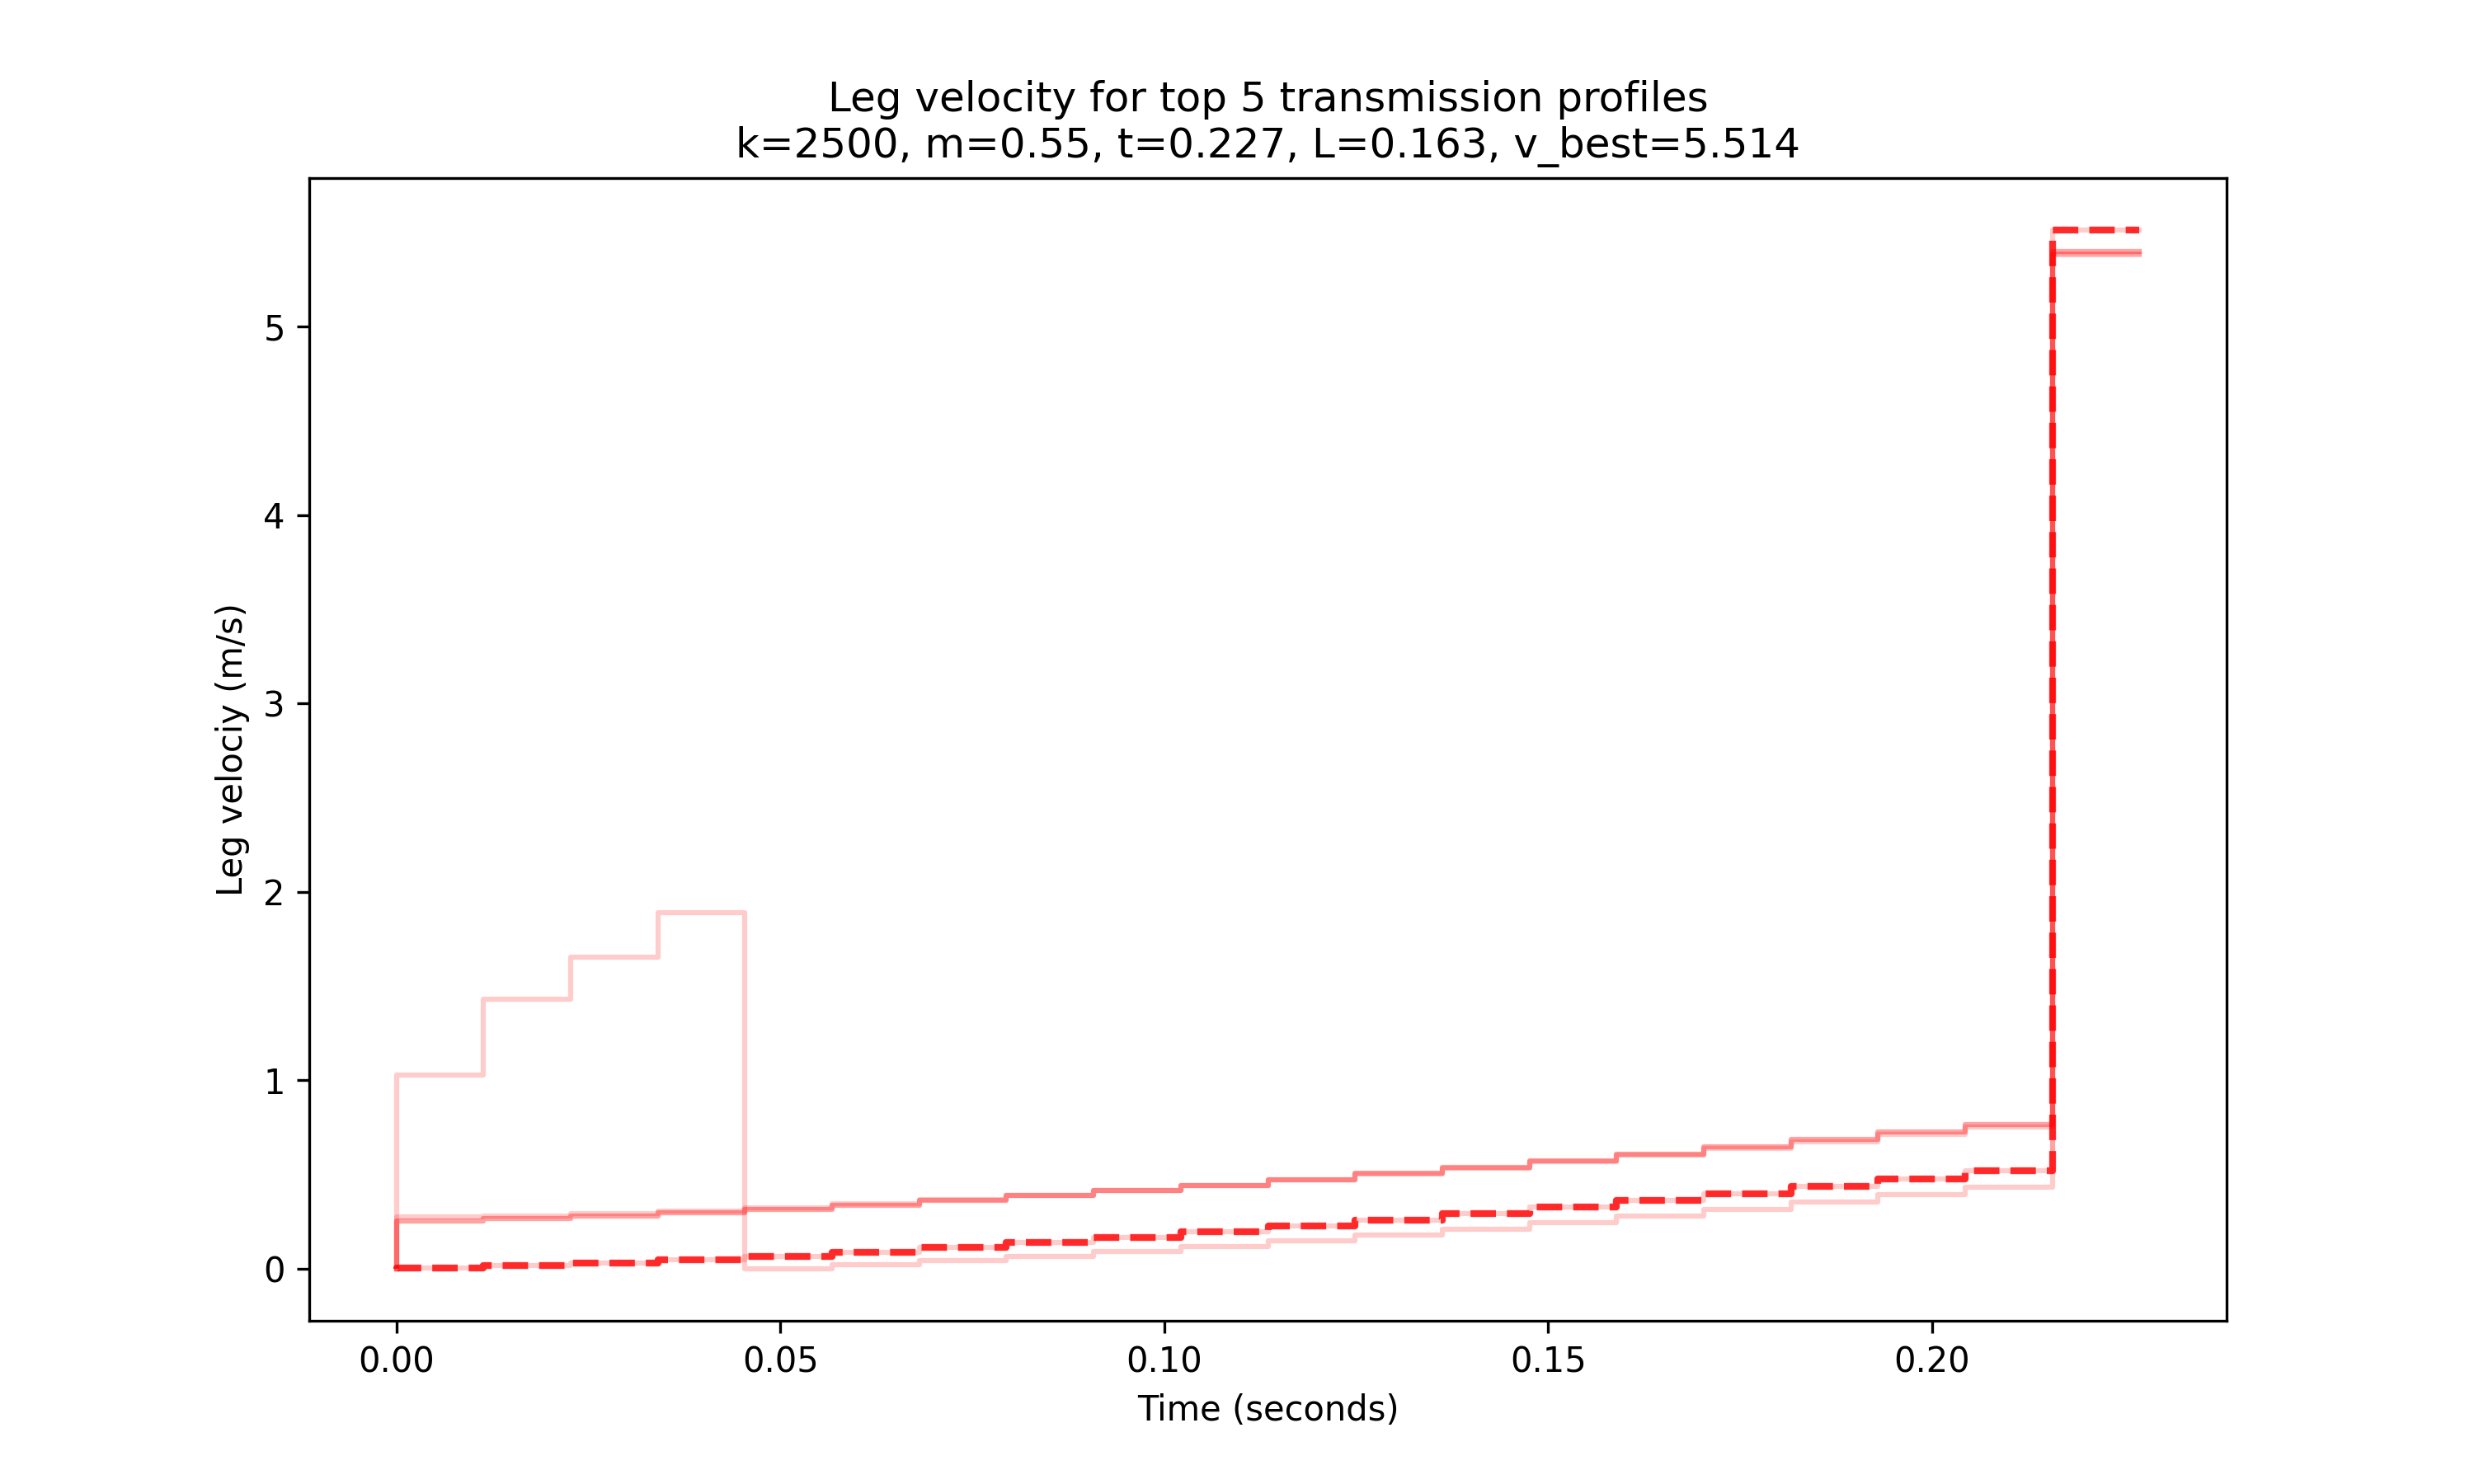 Leg velocity for top 5 transmission profiles
k=2500, m=0.55, t=0.227, L=0.163, v_best=5.514
5
4
3
2
1
0
Leg velociy (m/s)
0.00 0.05 0.10 0.15 0.20
Time (seconds)